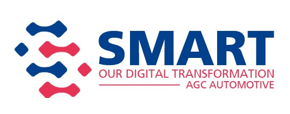 SMART
OUR DIGITAL TRANSFORMATION
AGC AUTOMOTIVE